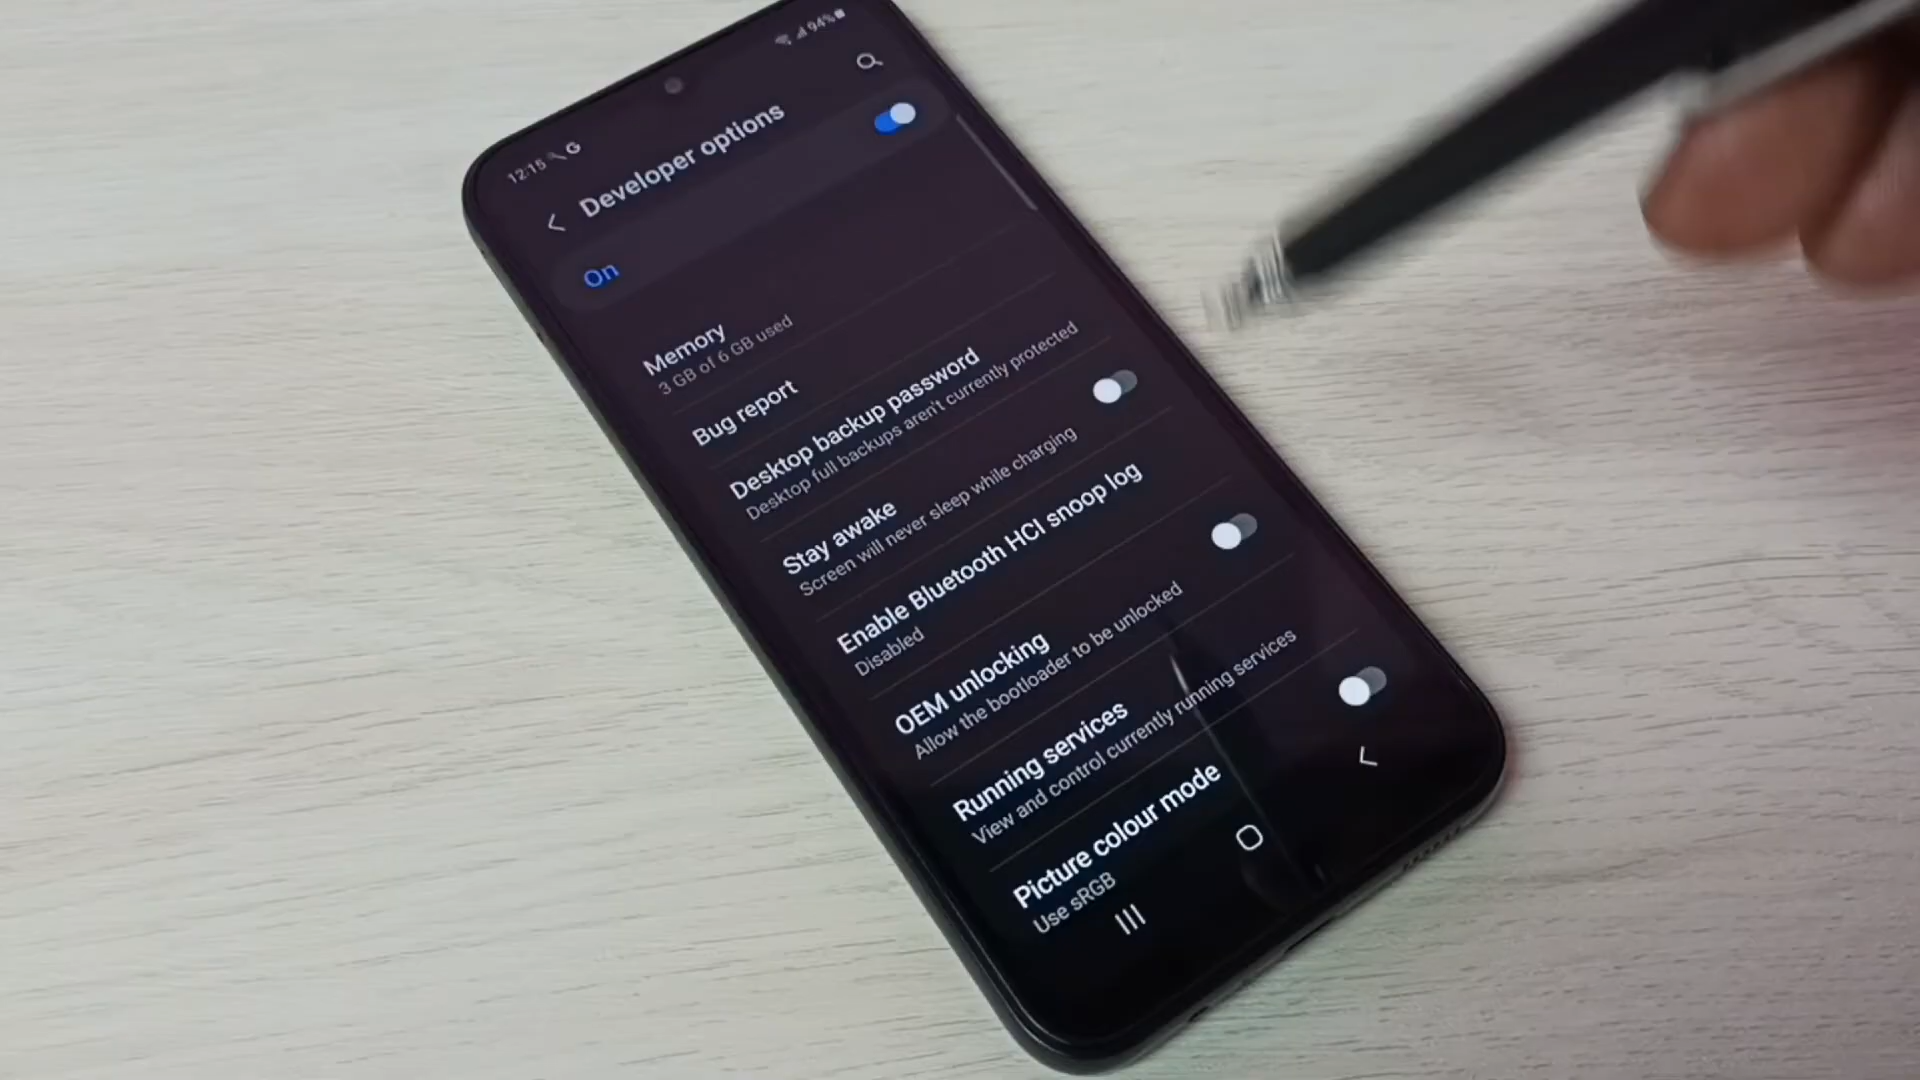 12:15 G 94%
Developer options
On
Memory
3 GB of 6 GB used
Bug report
Desktop backup password
Desktop full backups aren't currently protected
Stay awake
Screen will never sleep while charging
Enable Bluetooth HCI snoop log
Disabled
OEM unlocking
Allow the bootloader to be unlocked
Running services
View and control currently running services
Picture colour mode
Use sRGB